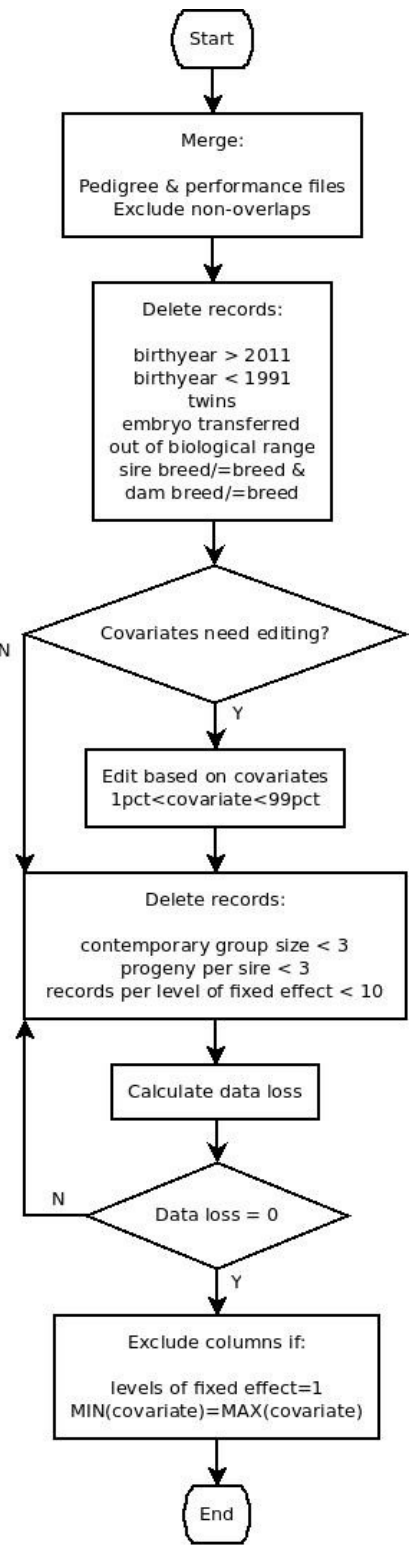 Start
Merge:
Pedigree & performance files
Exclude non-overlaps
Delete records:
birthyear > 2011
birthyear < 1991
twins
embryo transferred
out of biological range
sire breed/=breed &
dam breed/=breed
Covariates need editing?
N
Y
Edit based on covariates
1pct<covariate<99pct
Delete records:
contemporary group size < 3
progeny per sire < 3
records per level of fixed effect < 10
Calculate data loss
N
Data loss = 0
Y
Exclude columns if:
levels of fixed effect=1
MIN(covariate)=MAX(covariate)
End